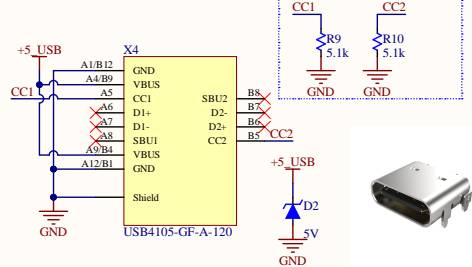 CC1
CC2
R9
5.1k
R10
5.1k
GND
GND
+5_USB
X4
A1/B12
GND
A4/B9
VBUS
CC1
A5
CC1
SBU2
B8
A6
D1+
D2-
B7
A7
D1-
D2+
B6
A8
SBU1
CC2
B5
CC2
A9/B4
VBUS
A12/B1
GND
Shield
GND
USB4105-GF-A-120
+5_USB
D2
5V
GND